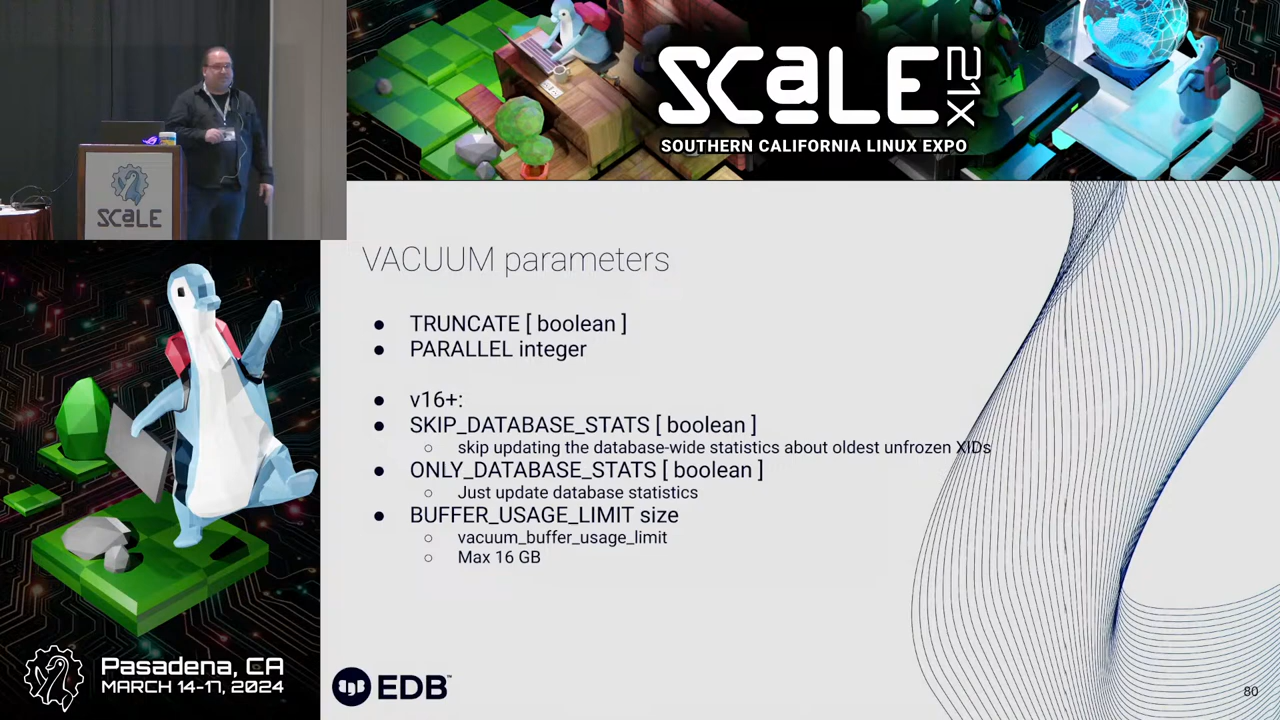 SCaLE 21x
SOUTHERN CALIFORNIA LINUX EXPO
SCaLE
VACUUM parameters
● TRUNCATE [ boolean ]
● PARALLEL integer
● v16+:
● SKIP_DATABASE_STATS [ boolean ]
○ skip updating the database-wide statistics about oldest unfrozen XIDs
● ONLY_DATABASE_STATS [ boolean ]
○ Just update database statistics
● BUFFER_USAGE_LIMIT size
○ vacuum_buffer_usage_limit
○ Max 16 GB
Pasadena, CA
MARCH 14-17, 2024
EDB™
80